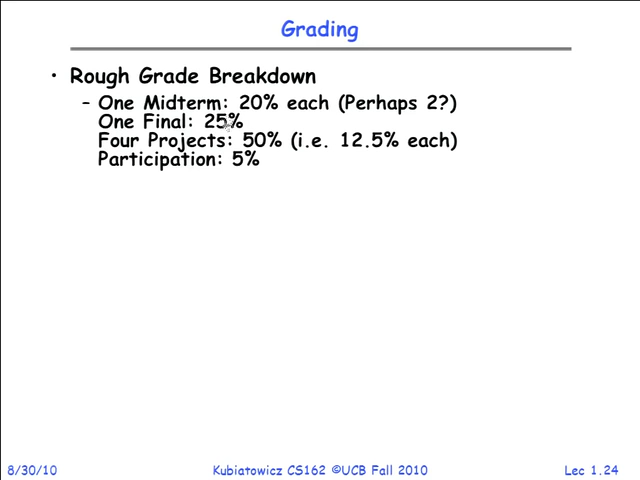 Grading
• Rough Grade Breakdown
– One Midterm: 20% each (Perhaps 2?)
One Final: 25%
Four Projects: 50% (i.e. 12.5% each)
Participation: 5%
8/30/10 Kubiatowicz CS162 ©UCB Fall 2010 Lec 1.24